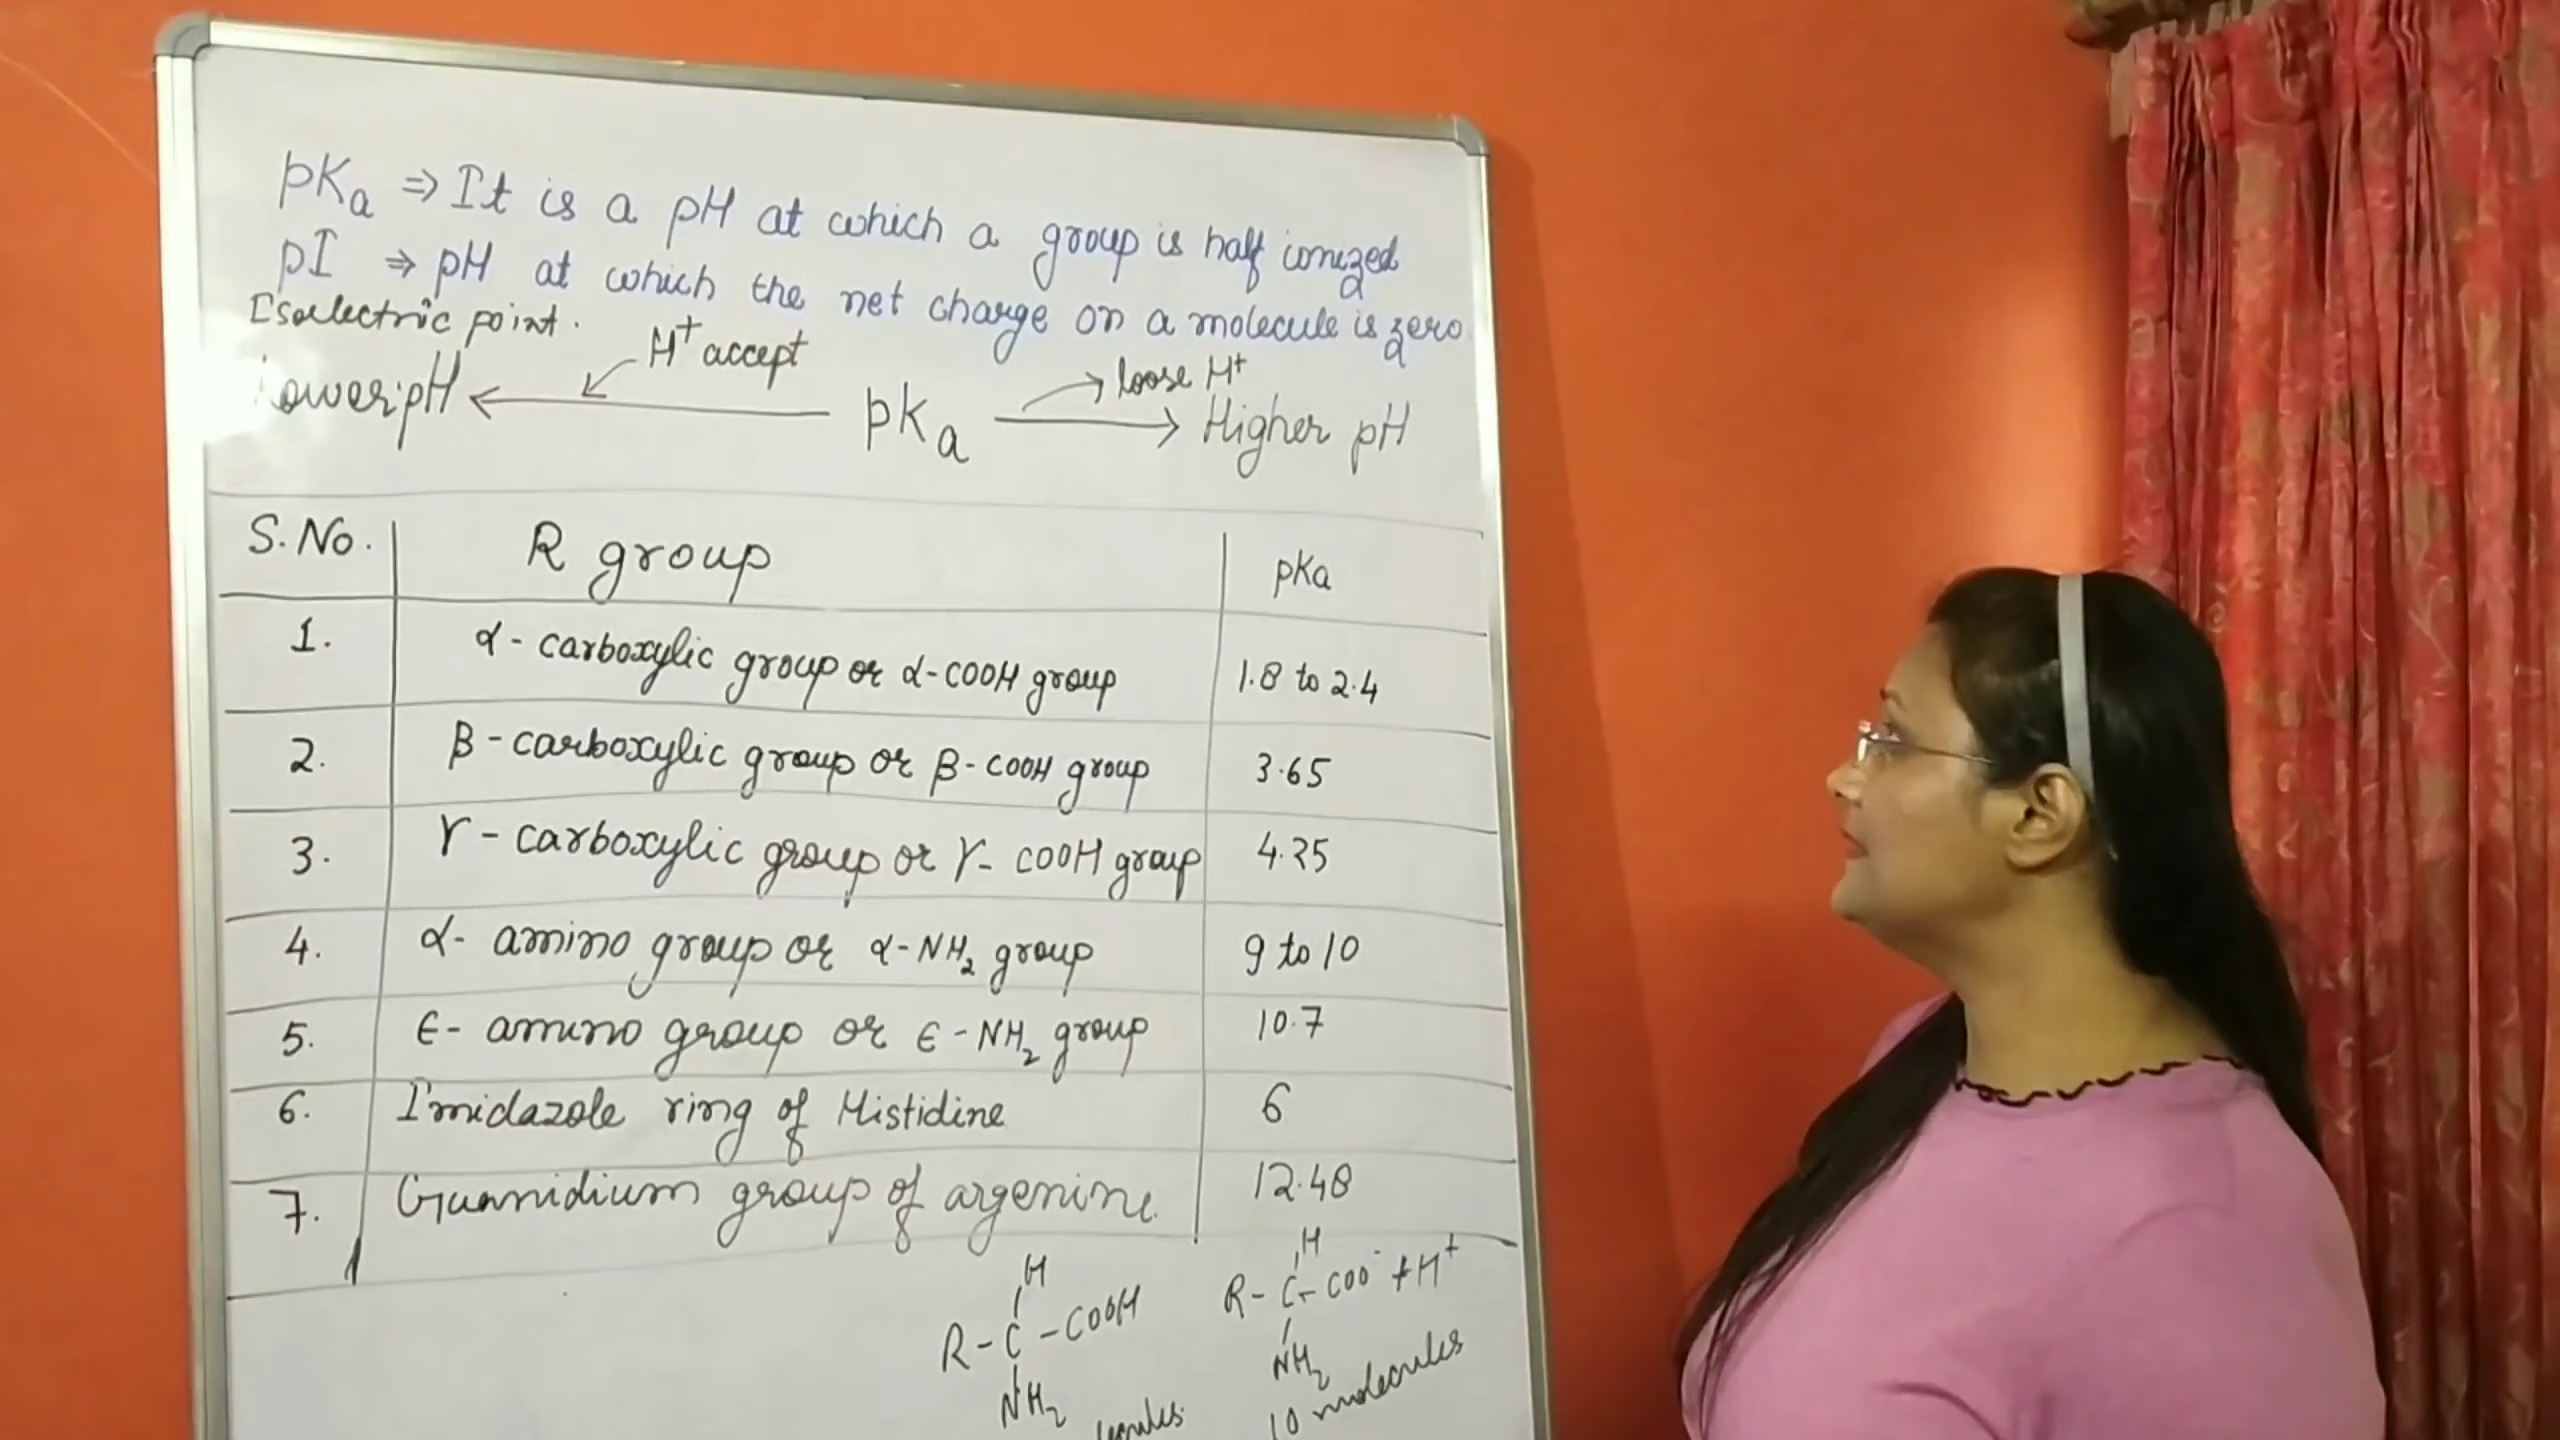 pKa ⇒ It is a pH at which a group is half ionized
pI ⇒ pH at which the net charge on a molecule is zero.
Isoelectric point.
H⁺ accept
loose H⁺
Lower pH ← pKa → Higher pH
S.No. R group pKa
1. α- carboxylic group or α-COOH group 1.8 to 2.4
2. β- carboxylic group or β-COOH group 3.65
3. γ- carboxylic group or γ- COOH group 4.25
4. α- amino group or α-NH₂ group 9 to 10
5. ϵ- amino group or ϵ-NH₂ group 10.7
6. Imidazole ring of Histidine 6
7. Guanidium group of argenine. 12.48
H H
R-C-COOH R-C-COO⁻ + H⁺
NH₂ NH₂
10 molecules